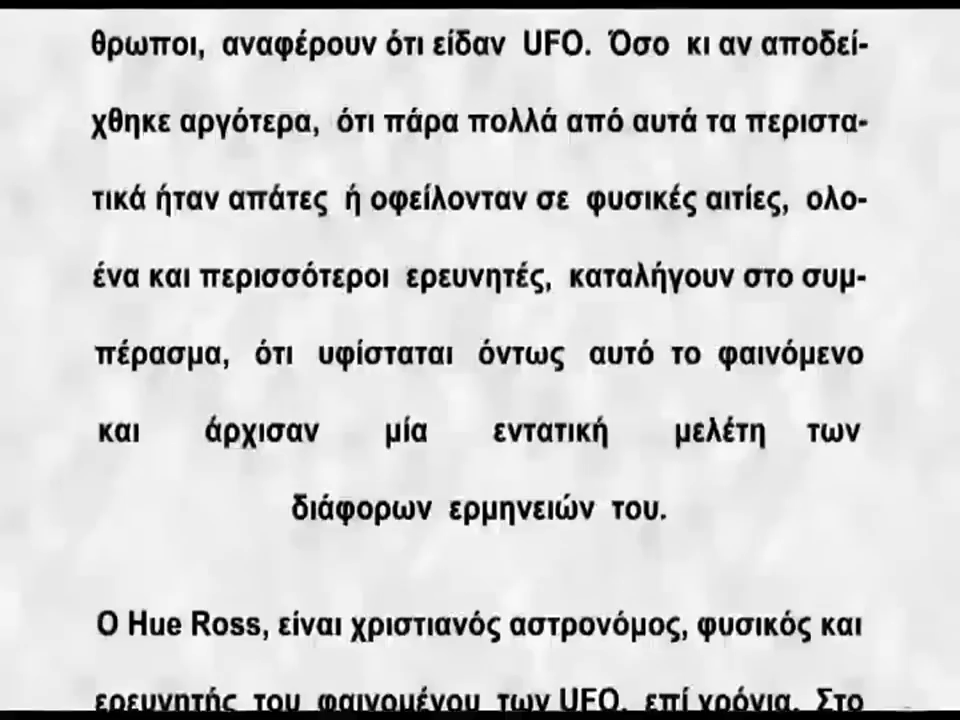 θρωποι, αναφέρουν ότι είδαν UFO. Όσο κι αν αποδεί-
χθηκε αργότερα, ότι πάρα πολλά από αυτά τα περιστα-
τικά ήταν απάτες ή οφείλονταν σε φυσικές αιτίες, ολο-
ένα και περισσότεροι ερευνητές, καταλήγουν στο συμ-
πέρασμα, ότι υφίσταται όντως αυτό το φαινόμενο
και άρχισαν μία εντατική μελέτη των
διάφορων ερμηνειών του.
Ο Hue Ross, είναι χριστιανός αστρονόμος, φυσικός και
ερευνητής του φαινομένου των UFO, επί χρόνια. Στο